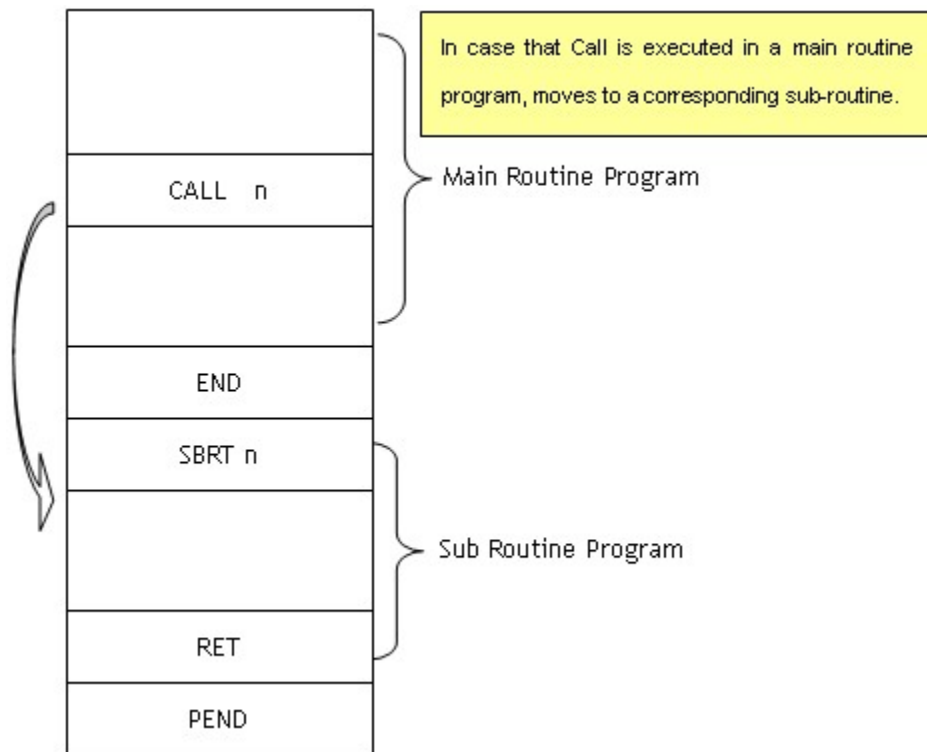 In case that Call is executed in a main routine
program, moves to a corresponding sub-routine.
CALL n
Main Routine Program
END
SBRT n
Sub Routine Program
RET
PEND